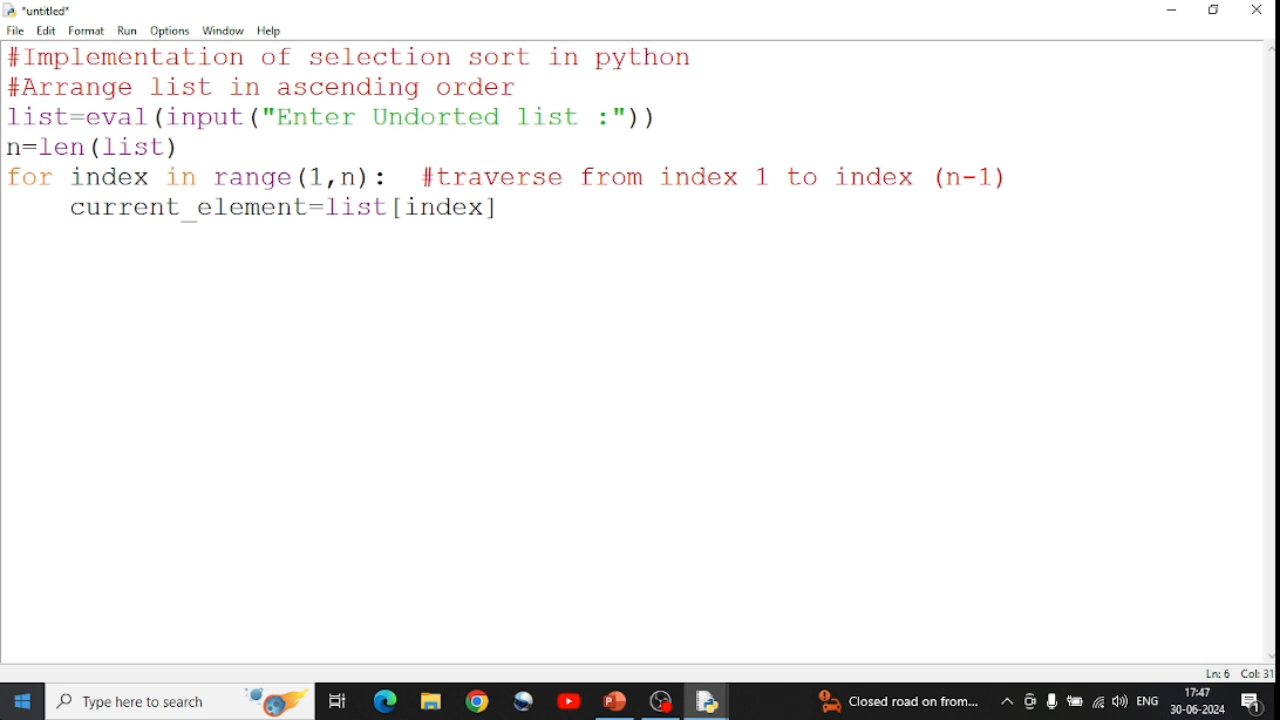 *untitled*
File Edit Format Run Options Window Help
#Implementation of selection sort in python
#Arrange list in ascending order
list=eval(input("Enter Undorted list :"))
n=len(list)
for index in range(1,n):  #traverse from index 1 to index (n-1)
    current_element=list[index]
Ln: 6 Col: 31
Type here to search
Closed road on from...
ENG
17:47
30-06-2024
1